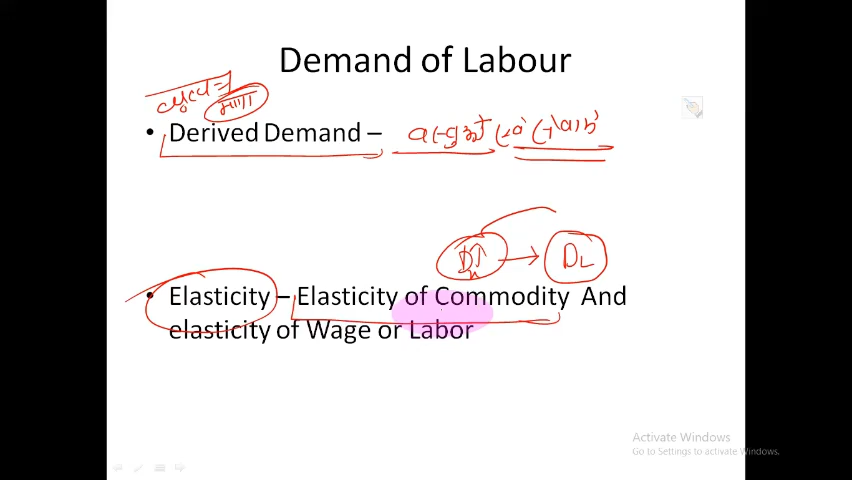 Demand of Labour
• Derived Demand –
D↑ → DL
• Elasticity – Elasticity of Commodity And
elasticity of Wage or Labor
Activate Windows
Go to Settings to activate Windows.